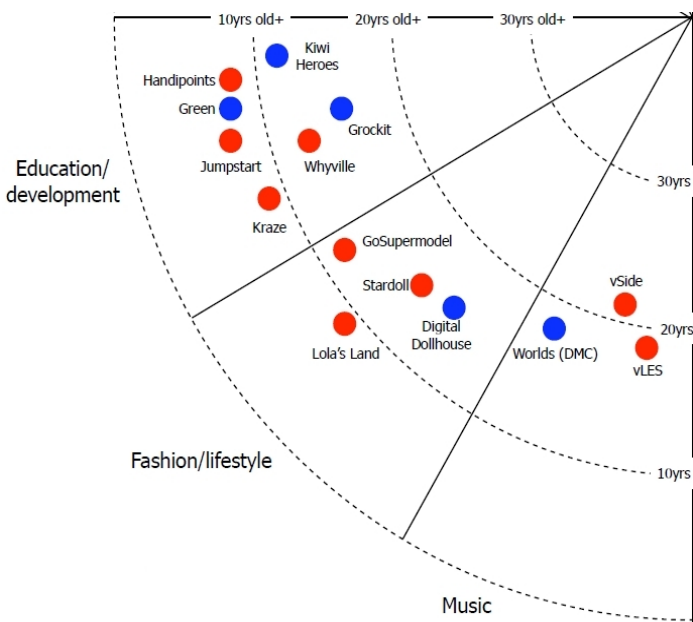 10yrs old+
20yrs old+
30yrs old+
Kiwi
Heroes
Handipoints
Green
Grockit
Jumpstart
Whyville
Education/
development
30yrs
Kraze
GoSupermodel
Stardoll
vSide
Digital
Dollhouse
20yrs
Lola's Land
Worlds (DMC)
vLES
Fashion/lifestyle
10yrs
Music